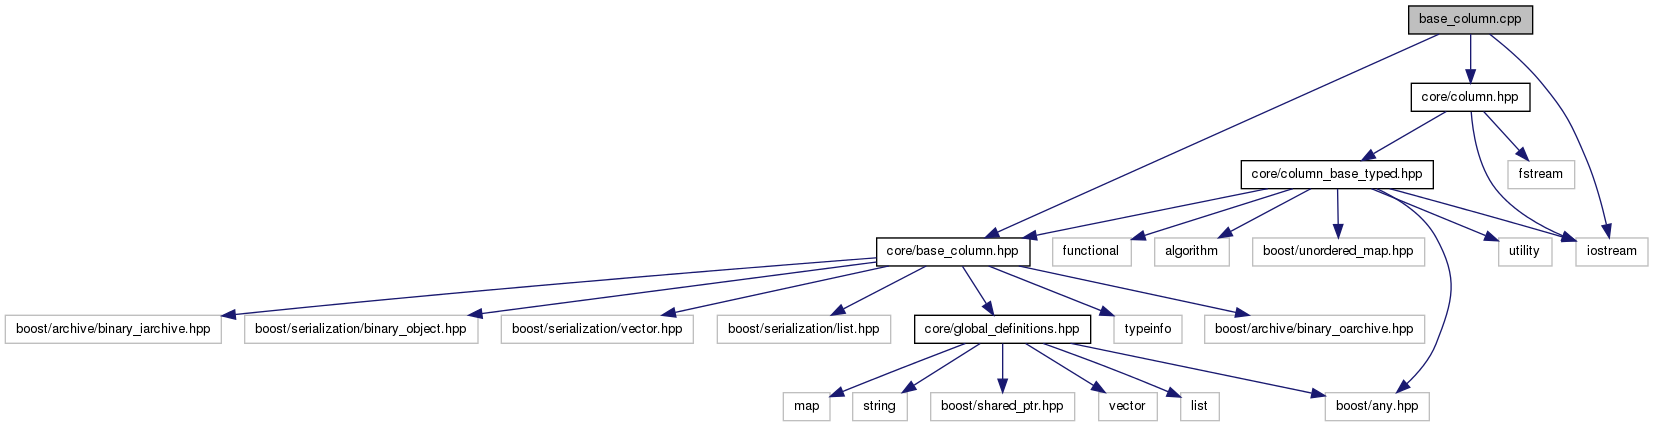 base_column.cpp
core/column.hpp
core/column_base_typed.hpp
fstream
core/base_column.hpp
functional
algorithm
boost/unordered_map.hpp
utility
iostream
boost/archive/binary_iarchive.hpp
boost/serialization/binary_object.hpp
boost/serialization/vector.hpp
boost/serialization/list.hpp
core/global_definitions.hpp
typeinfo
boost/archive/binary_oarchive.hpp
map
string
boost/shared_ptr.hpp
vector
list
boost/any.hpp